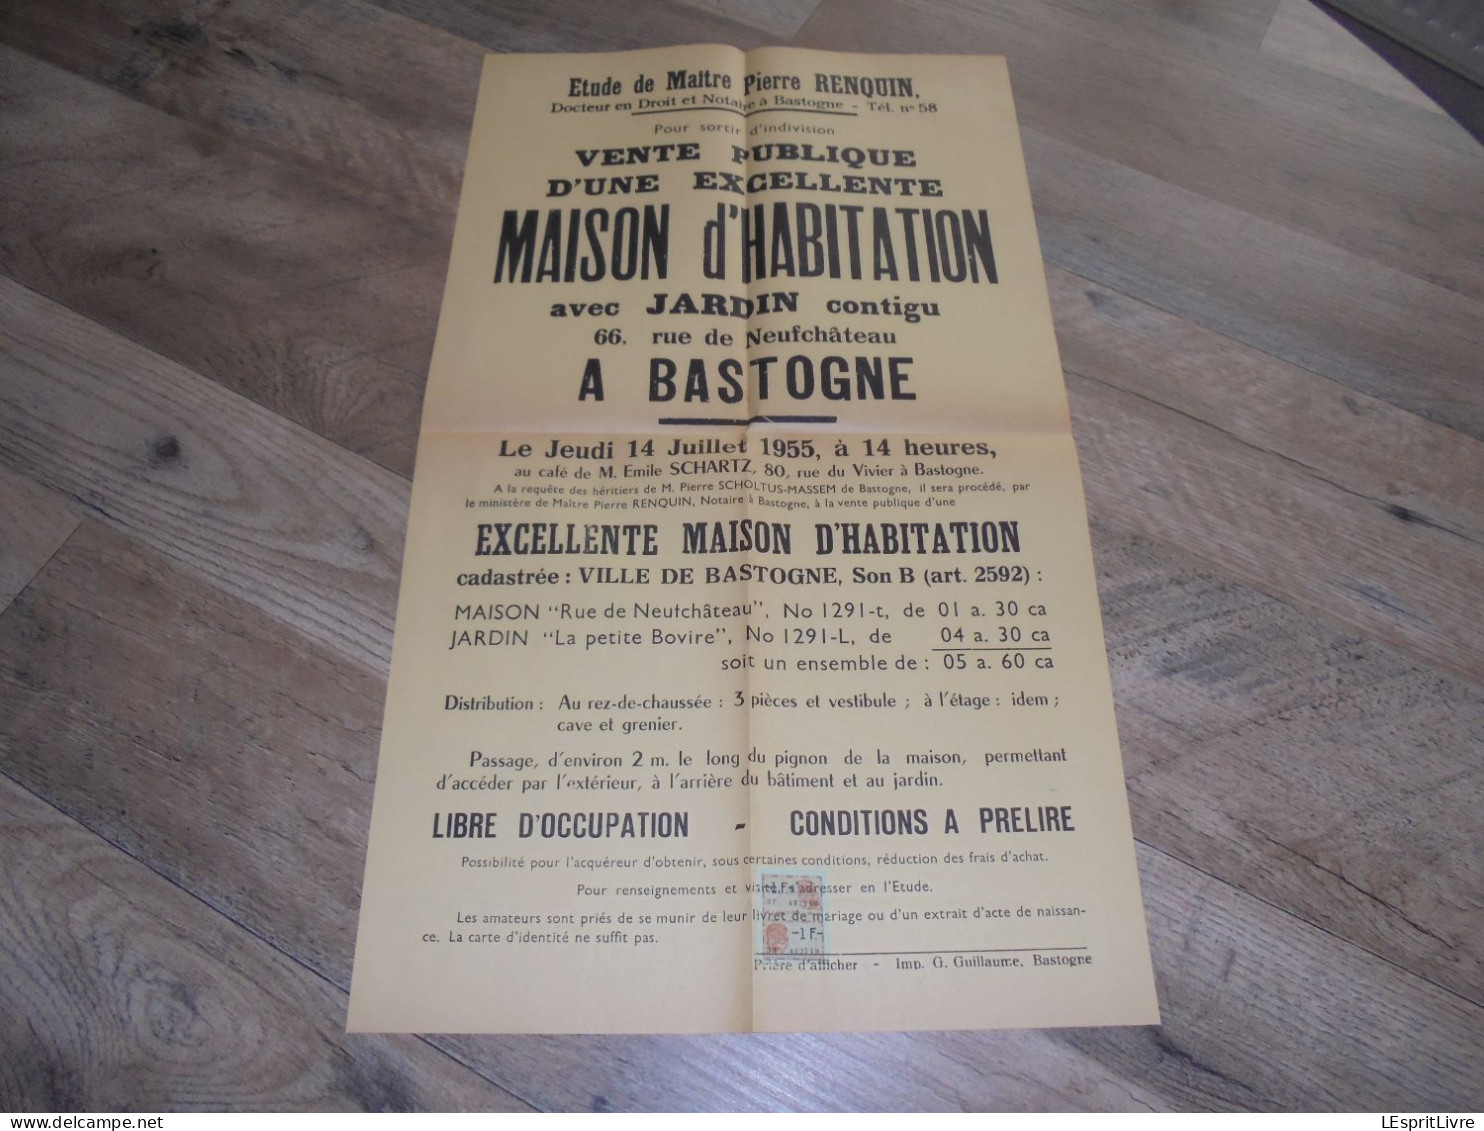 Etude de Maître Pierre RENQUIN,
Docteur en Droit et Notaire à Bastogne - Tél. n° 58
Pour sortir d'indivision
VENTE PUBLIQUE
D'UNE EXCELLENTE
MAISON d'HABITATION
avec JARDIN contigu
66, rue de Neufchâteau
A BASTOGNE
Le Jeudi 14 Juillet 1955, à 14 heures,
au café de M. Emile SCHARTZ, 80, rue du Vivier à Bastogne.
A la requête des héritiers de M. Pierre SCHOLTUS-MASSEM de Bastogne, il sera procédé, par
le ministère de Maître Pierre RENQUIN, Notaire à Bastogne, à la vente publique d'une
EXCELLENTE MAISON D'HABITATION
cadastrée : VILLE DE BASTOGNE, Son B (art. 2592) :
MAISON "Rue de Neufchâteau", No 1291-t, de 01 a. 30 ca
JARDIN "La petite Bovire", No 1291-L, de 04 a. 30 ca
soit un ensemble de : 05 a. 60 ca
Distribution : Au rez-de-chaussée : 3 pièces et vestibule ; à l'étage : idem ;
cave et grenier.
Passage, d'environ 2 m. le long du pignon de la maison, permettant
d'accéder par l'extérieur, à l'arrière du bâtiment et au jardin.
LIBRE D'OCCUPATION - CONDITIONS A PRELIRE
Possibilité pour l'acquéreur d'obtenir, sous certaines conditions, réduction des frais d'achat.
Pour renseignements et visite, s'adresser en l'Etude.
Les amateurs sont priés de se munir de leur livret de mariage ou d'un extrait d'acte de naissan-
ce. La carte d'identité ne suffit pas.
-1 F-
Prière d'afficher - Imp. G. Guillaume, Bastogne
delcampe.net
LEspritLivre